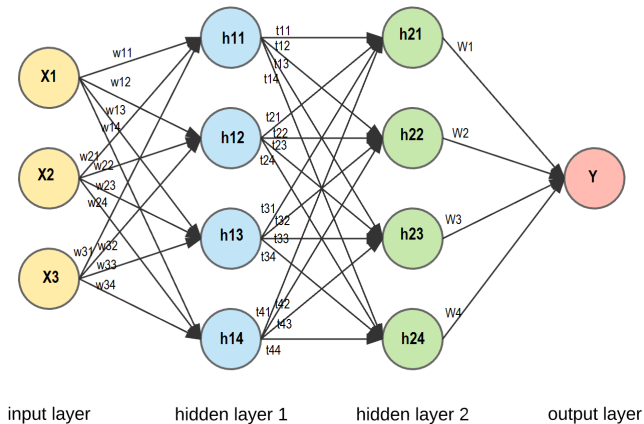 X1
X2
X3
w11
w12
w13
w14
w21
w22
w23
w24
w31
w32
w33
w34
h11
h12
h13
h14
t11
t12
t13
t14
t21
t22
t23
t24
t31
t32
t33
t34
t41
t42
t43
t44
h21
h22
h23
h24
W1
W2
W3
W4
Y
input layer
hidden layer 1
hidden layer 2
output layer